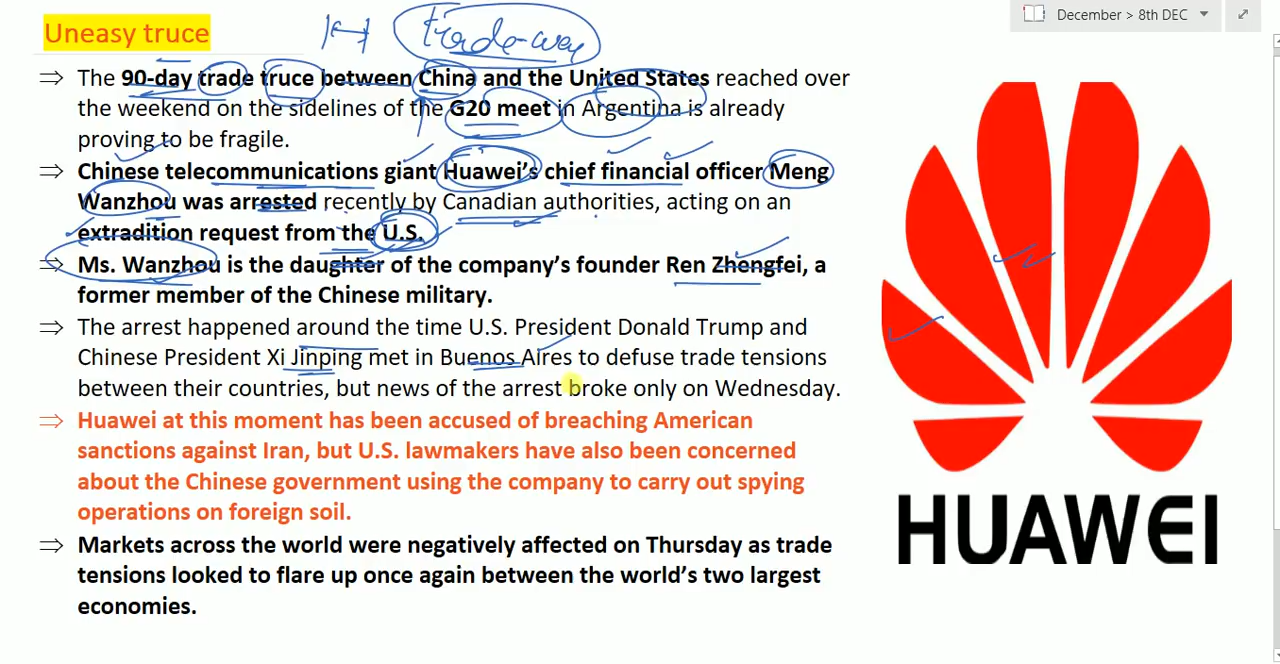 December > 8th DEC
Uneasy truce
trade-way
⇒ The 90-day trade truce between China and the United States reached over
the weekend on the sidelines of the G20 meet in Argentina is already
proving to be fragile.
⇒ Chinese telecommunications giant Huawei's chief financial officer Meng
Wanzhou was arrested recently by Canadian authorities, acting on an
extradition request from the U.S.
⇒ Ms. Wanzhou is the daughter of the company's founder Ren Zhengfei, a
former member of the Chinese military.
⇒ The arrest happened around the time U.S. President Donald Trump and
Chinese President Xi Jinping met in Buenos Aires to defuse trade tensions
between their countries, but news of the arrest broke only on Wednesday.
⇒ Huawei at this moment has been accused of breaching American
sanctions against Iran, but U.S. lawmakers have also been concerned
about the Chinese government using the company to carry out spying
operations on foreign soil.
⇒ Markets across the world were negatively affected on Thursday as trade
tensions looked to flare up once again between the world's two largest
economies.
HUAWEI